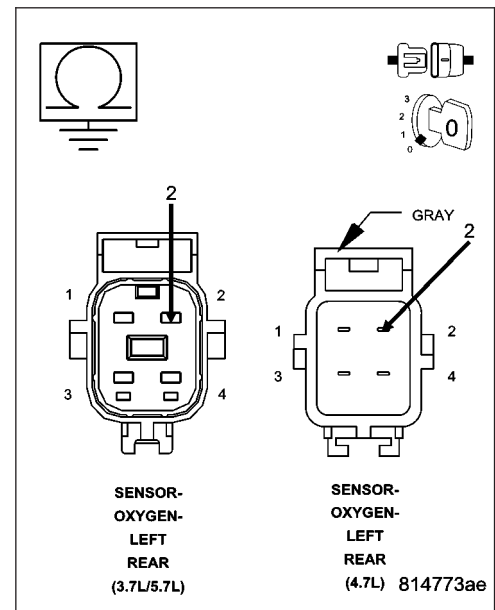 3
2
1
0
0
2
GRAY
2
1
2
3
4
1
2
3
4
SENSOR-
OXYGEN-
LEFT
REAR
(3.7L/5.7L)
SENSOR-
OXYGEN-
LEFT
REAR
(4.7L)
814773ae